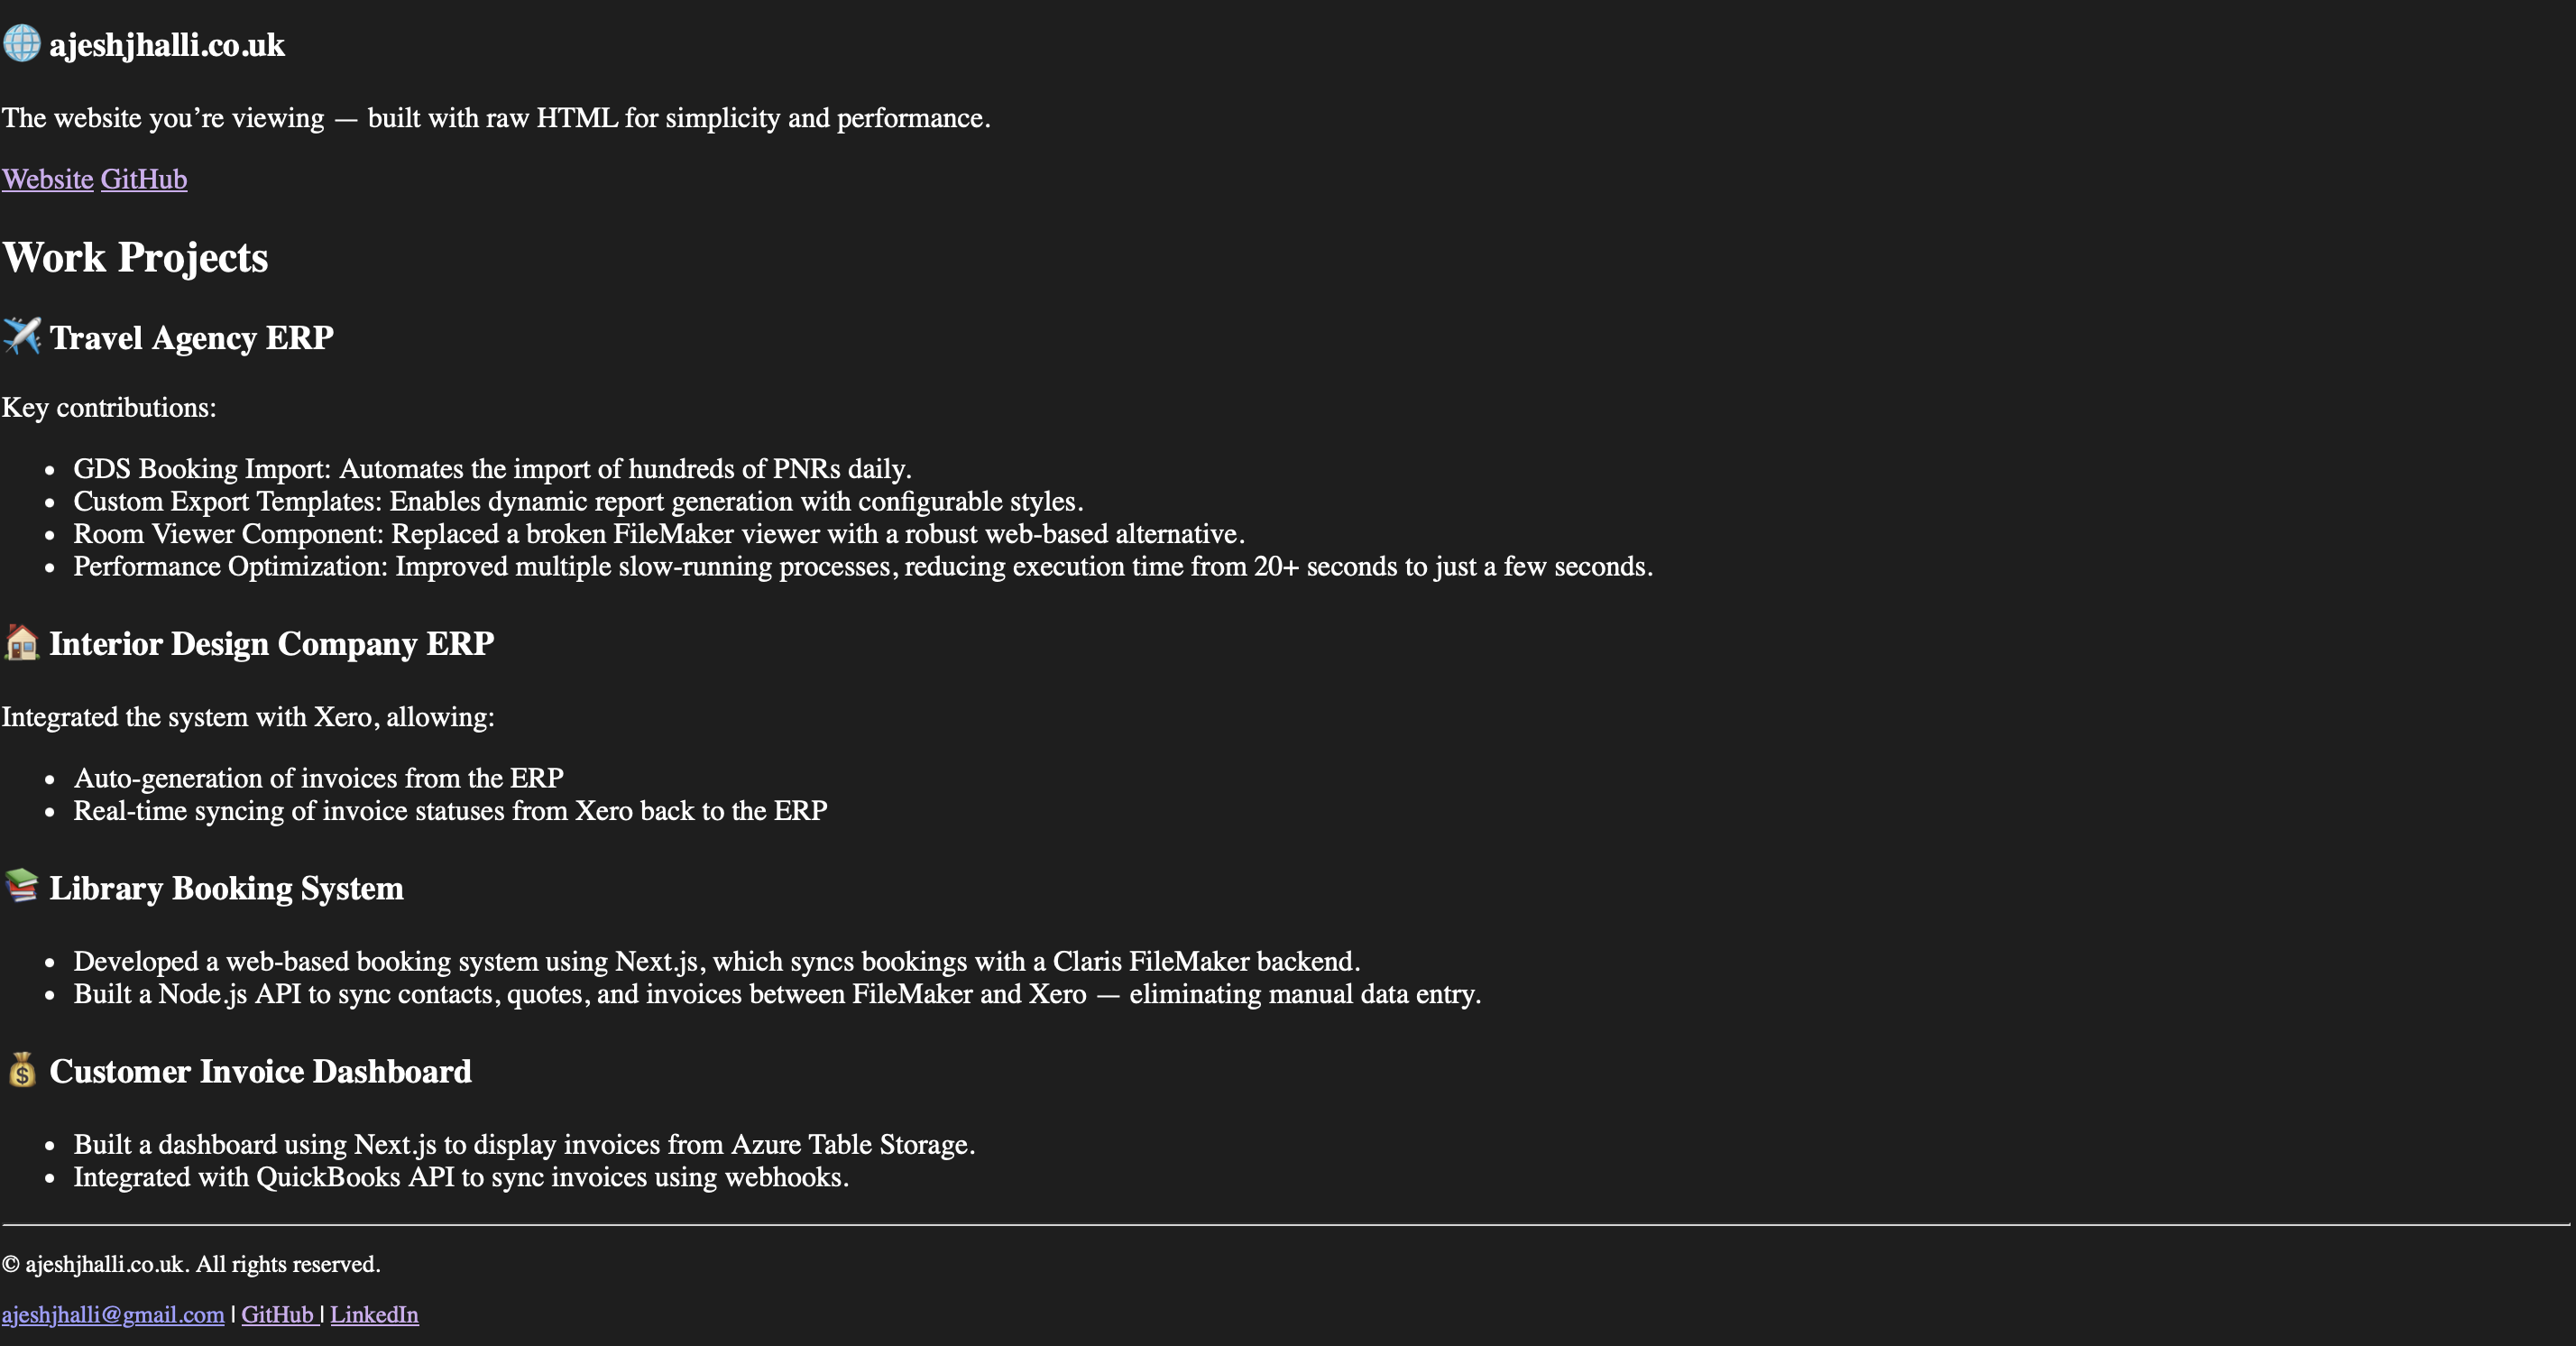 ajeshjhalli.co.uk
The website you’re viewing — built with raw HTML for simplicity and performance.
Website GitHub
Work Projects
Travel Agency ERP
Key contributions:
• GDS Booking Import: Automates the import of hundreds of PNRs daily.
• Custom Export Templates: Enables dynamic report generation with configurable styles.
• Room Viewer Component: Replaced a broken FileMaker viewer with a robust web-based alternative.
• Performance Optimization: Improved multiple slow-running processes, reducing execution time from 20+ seconds to just a few seconds.
Interior Design Company ERP
Integrated the system with Xero, allowing:
• Auto-generation of invoices from the ERP
• Real-time syncing of invoice statuses from Xero back to the ERP
Library Booking System
• Developed a web-based booking system using Next.js, which syncs bookings with a Claris FileMaker backend.
• Built a Node.js API to sync contacts, quotes, and invoices between FileMaker and Xero — eliminating manual data entry.
Customer Invoice Dashboard
• Built a dashboard using Next.js to display invoices from Azure Table Storage.
• Integrated with QuickBooks API to sync invoices using webhooks.
© ajeshjhalli.co.uk. All rights reserved.
ajeshjhalli@gmail.com | GitHub | LinkedIn